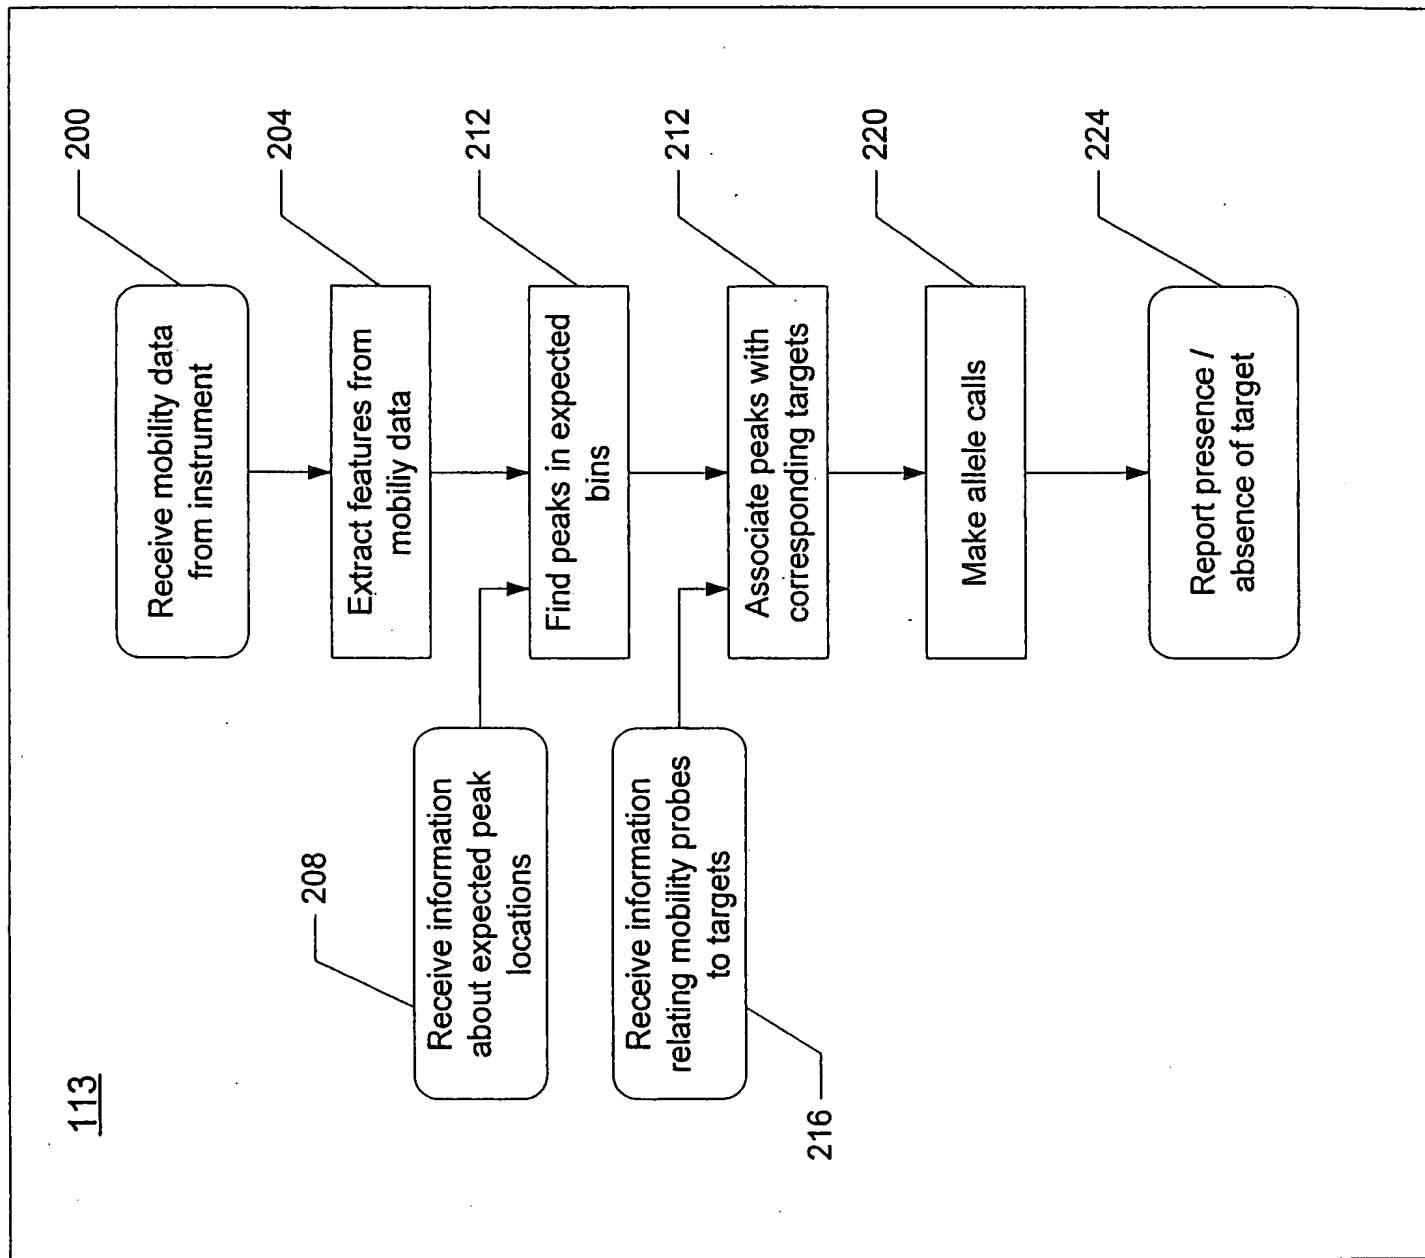 113
Receive mobility data
from instrument
200
Extract features from
mobiliy data
204
Receive information
about expected peak
locations
208
Find peaks in expected
bins
212
Receive information
relating mobility probes
to targets
216
Associate peaks with
corresponding targets
212
Make allele calls
220
Report presence /
absence of target
224